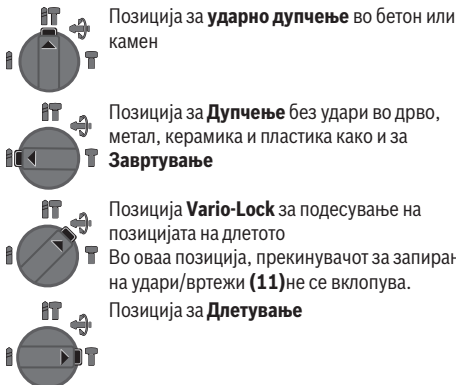 Позиција за ударно дупчење во бетон или
камен
Позиција за Дупчење без удари во дрво,
метал, керамика и пластика како и за
Завртување
Позиција Vario-Lock за подесување на
позицијата на длетото
Во оваа позиција, прекинувачот за запирањ
на удари/вртежи (11)не се вклопува.
Позиција за Длетување